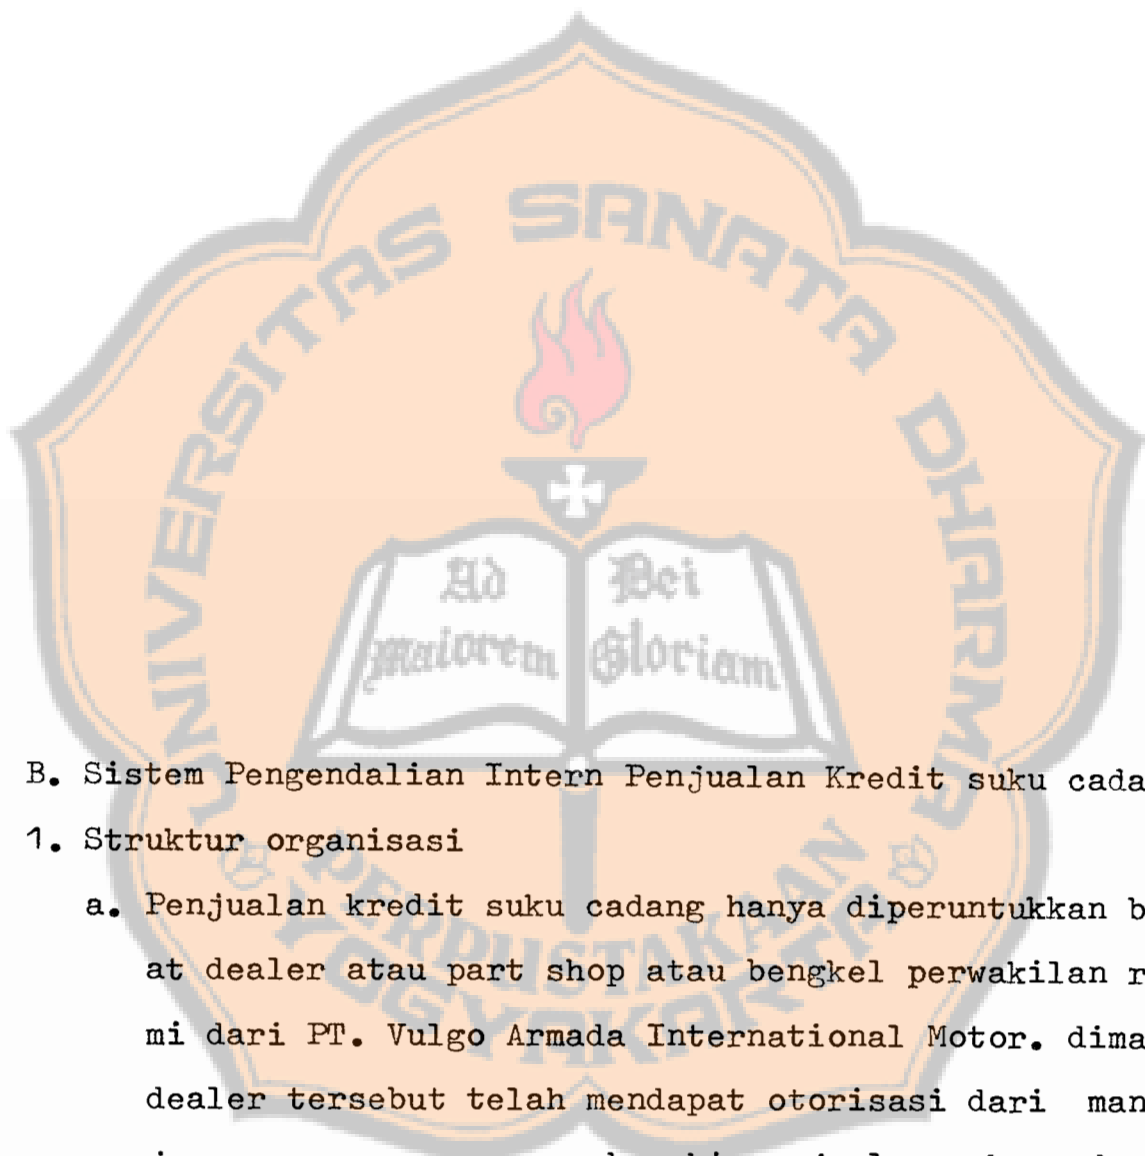 UNIVERSITAS SANATA DHARMA
Ad Dei
Maiorem Gloriam
PERPUSTAKAAN
YOGYAKARTA
B. Sistem Pengendalian Intern Penjualan Kredit suku cada
1. Struktur organisasi
a. Penjualan kredit suku cadang hanya diperuntukkan b
at dealer atau part shop atau bengkel perwakilan r
mi dari PT. Vulgo Armada International Motor. dima
dealer tersebut telah mendapat otorisasi dari man